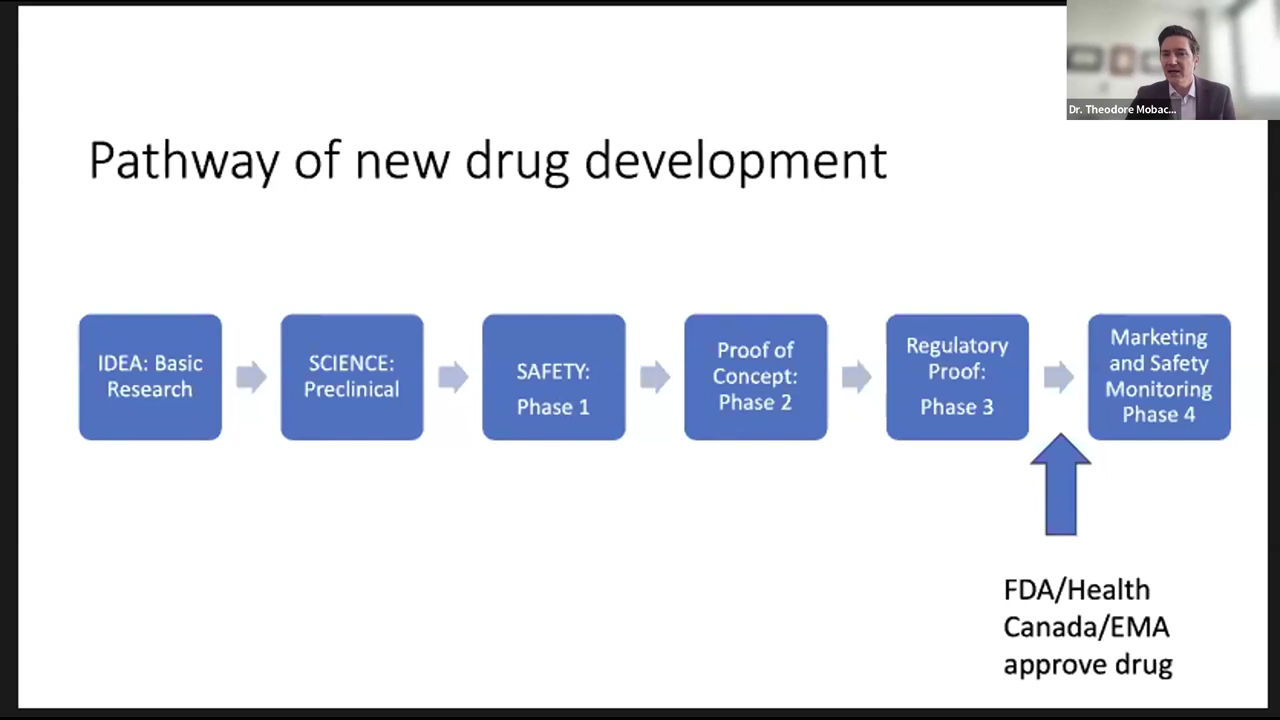 Dr. Theodore Mobac...
Pathway of new drug development
IDEA: Basic
Research
SCIENCE:
Preclinical
SAFETY:
Phase 1
Proof of
Concept:
Phase 2
Regulatory
Proof:
Phase 3
Marketing
and Safety
Monitoring
Phase 4
FDA/Health
Canada/EMA
approve drug